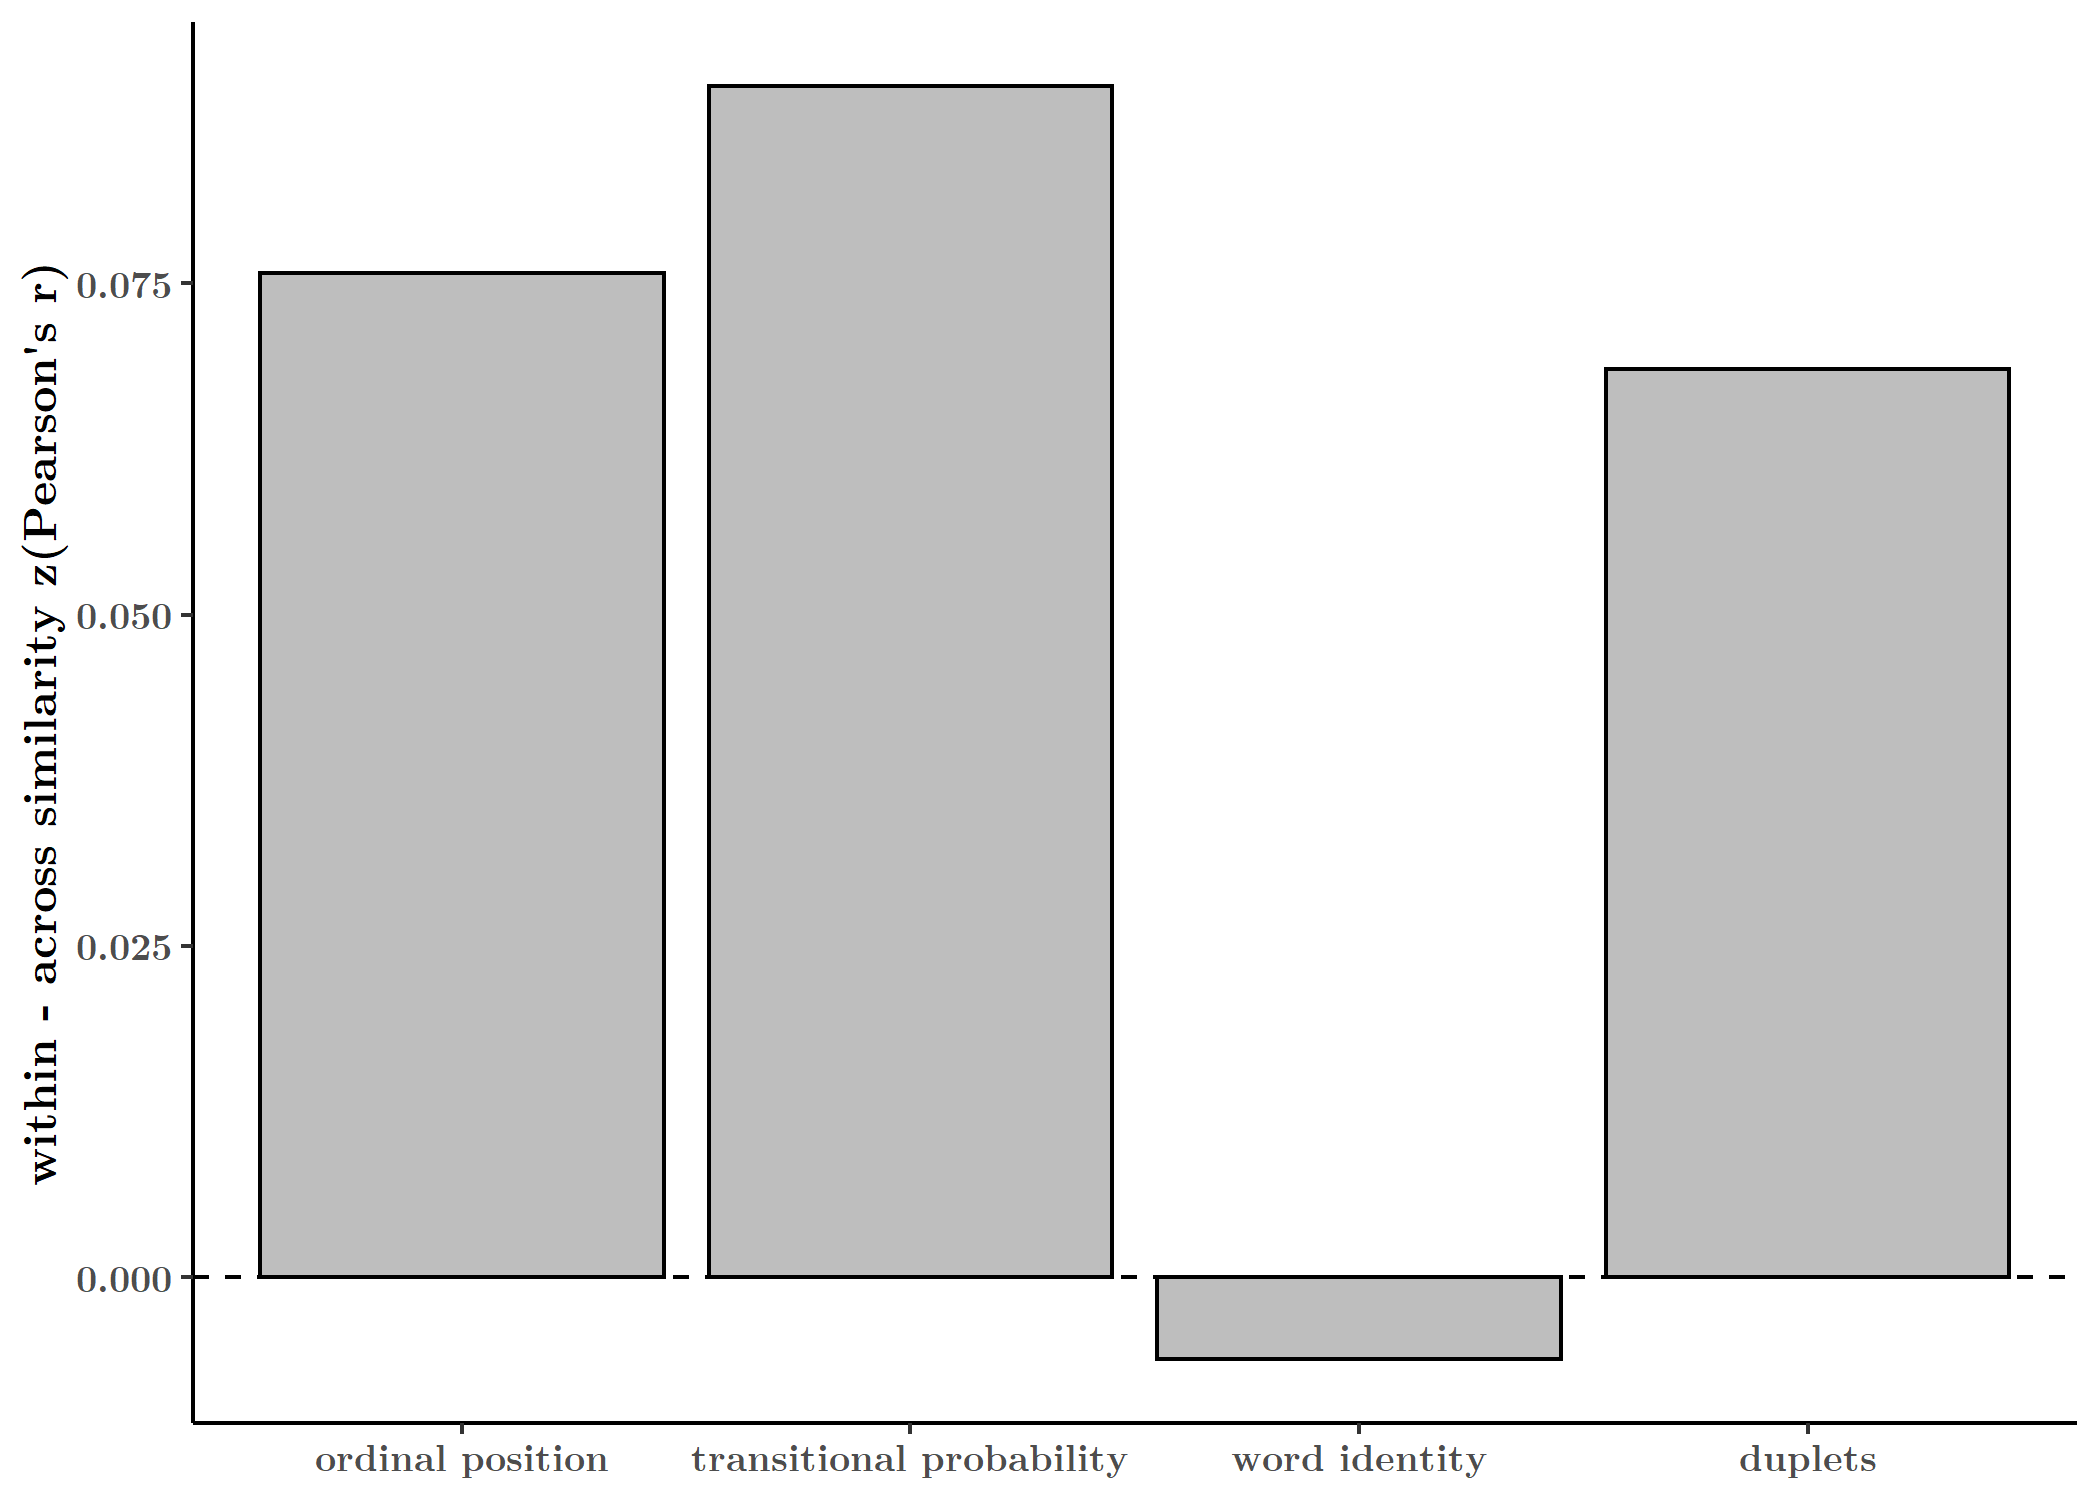 within - across similarity z(Pearson's r)
0.075
0.050
0.025
0.000
ordinal position
transitional probability
word identity
duplets